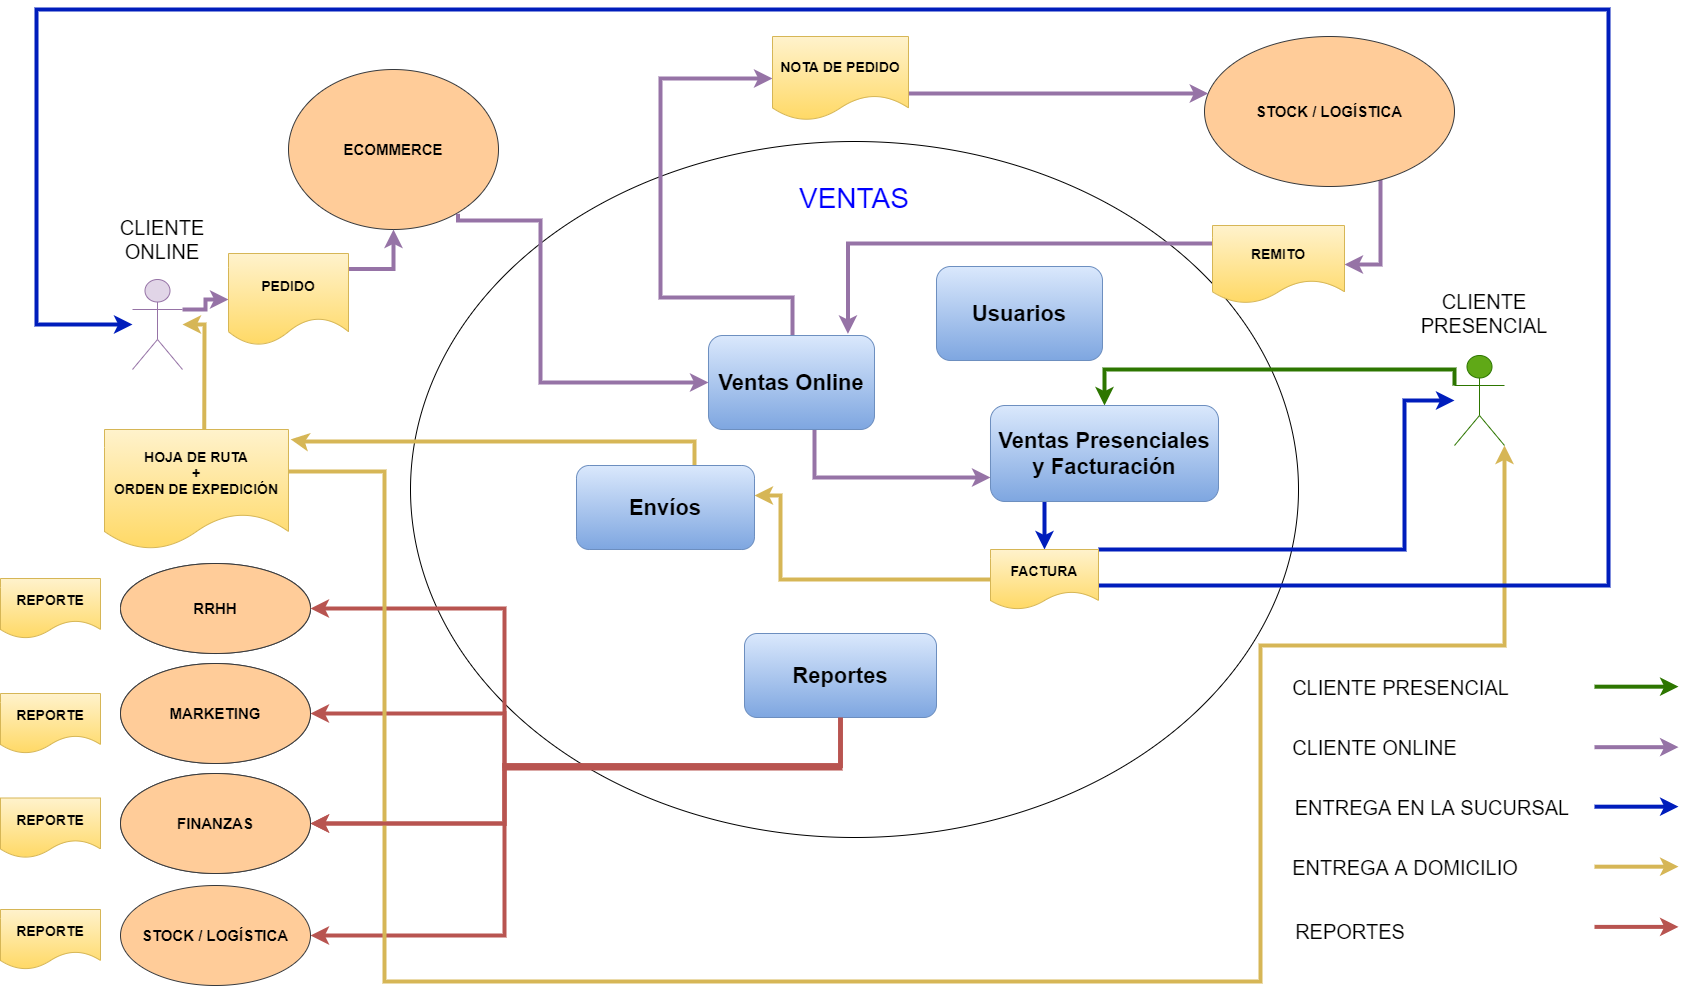 NOTA DE PEDIDO
STOCK / LOGÍSTICA
ECOMMERCE
VENTAS
CLIENTE
ONLINE
PEDIDO
REMITO
Usuarios
CLIENTE
PRESENCIAL
Ventas Online
Ventas Presenciales
y Facturación
HOJA DE RUTA
+
ORDEN DE EXPEDICIÓN
Envíos
FACTURA
REPORTE
RRHH
Reportes
REPORTE
MARKETING
REPORTE
FINANZAS
REPORTE
STOCK / LOGÍSTICA
CLIENTE PRESENCIAL
CLIENTE ONLINE
ENTREGA EN LA SUCURSAL
ENTREGA A DOMICILIO
REPORTES